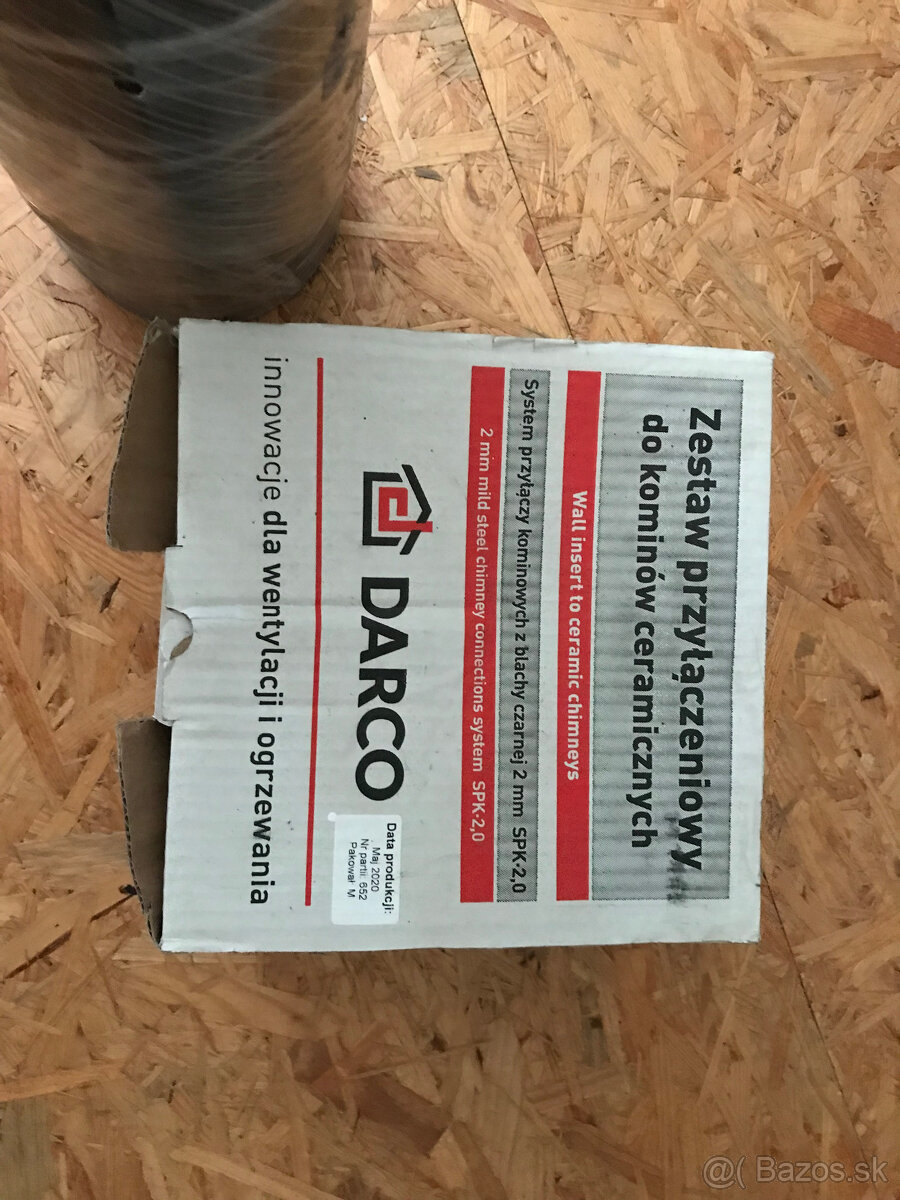 Zestaw przyłączeniowy
do kominów ceramicznych
Wall insert to ceramic chimneys
System przyłączy kominowych z blachy czarnej 2 mm SPK-2,0
2 mm mild steel chimney connections system SPK-2,0
DARCO
Data produkcji:
Maj 2020
Nr partii: 652
Pakował: M
innowacje dla wentylacji i ogrzewania
@( Bazos.sk